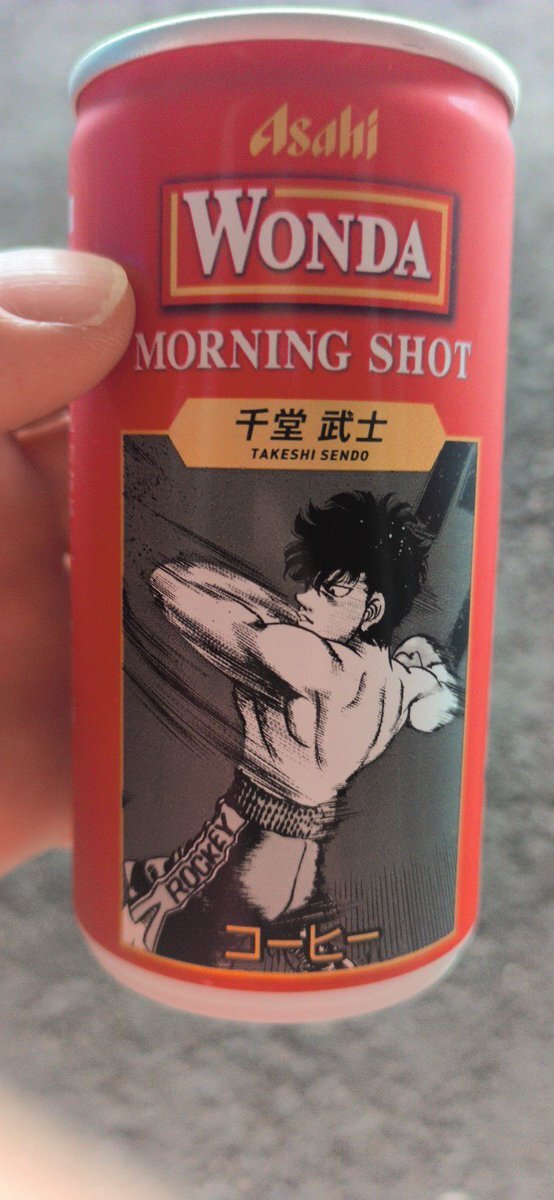 Asahi
WONDA
MORNING SHOT
千堂 武士
TAKESHI SENDO
ROCKEY
コーヒー